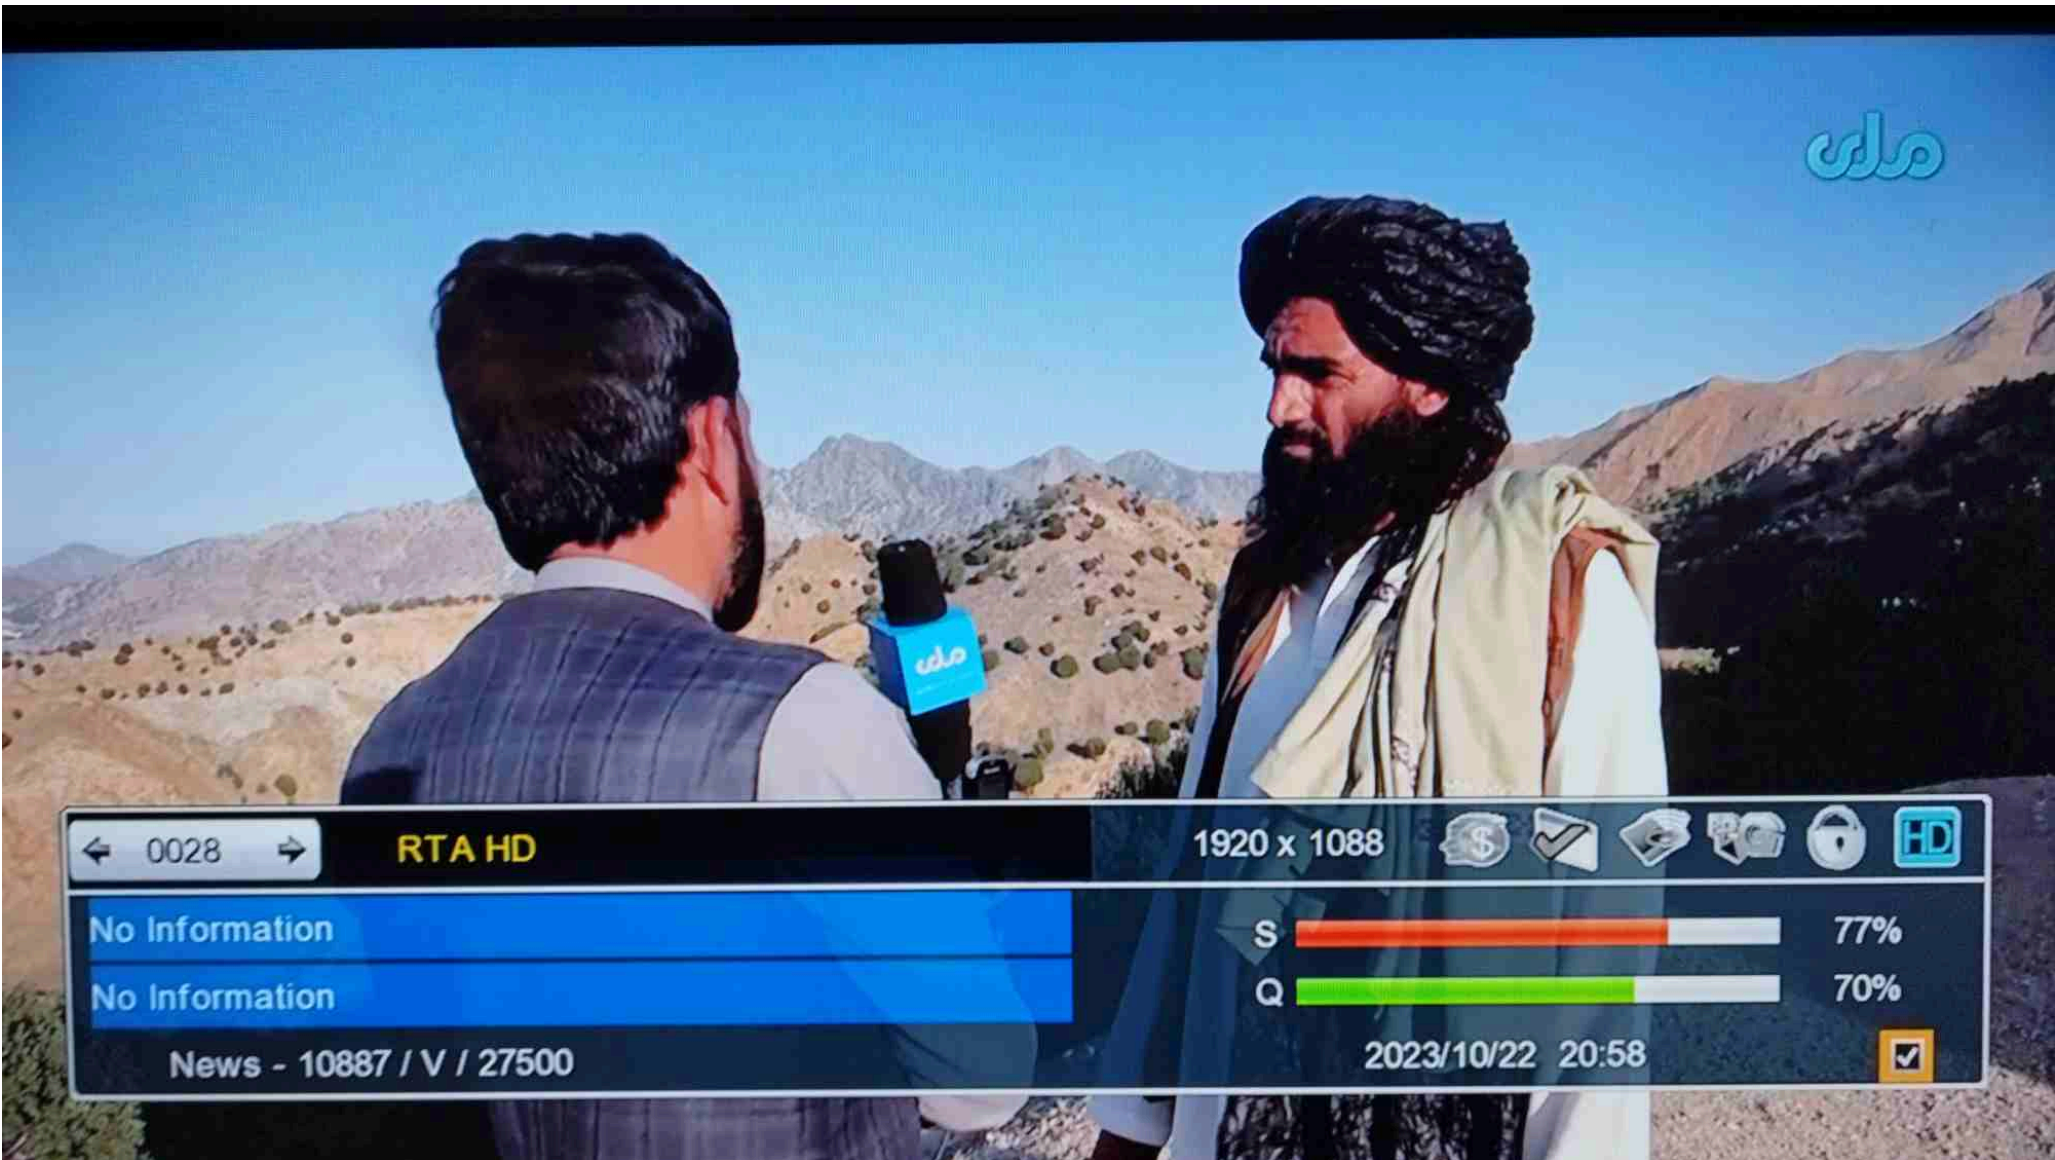 ملی
ملی
0028
RTA HD
1920 x 1088
HD
No Information
S
77%
No Information
Q
70%
News - 10887 / V / 27500
2023/10/22 20:58